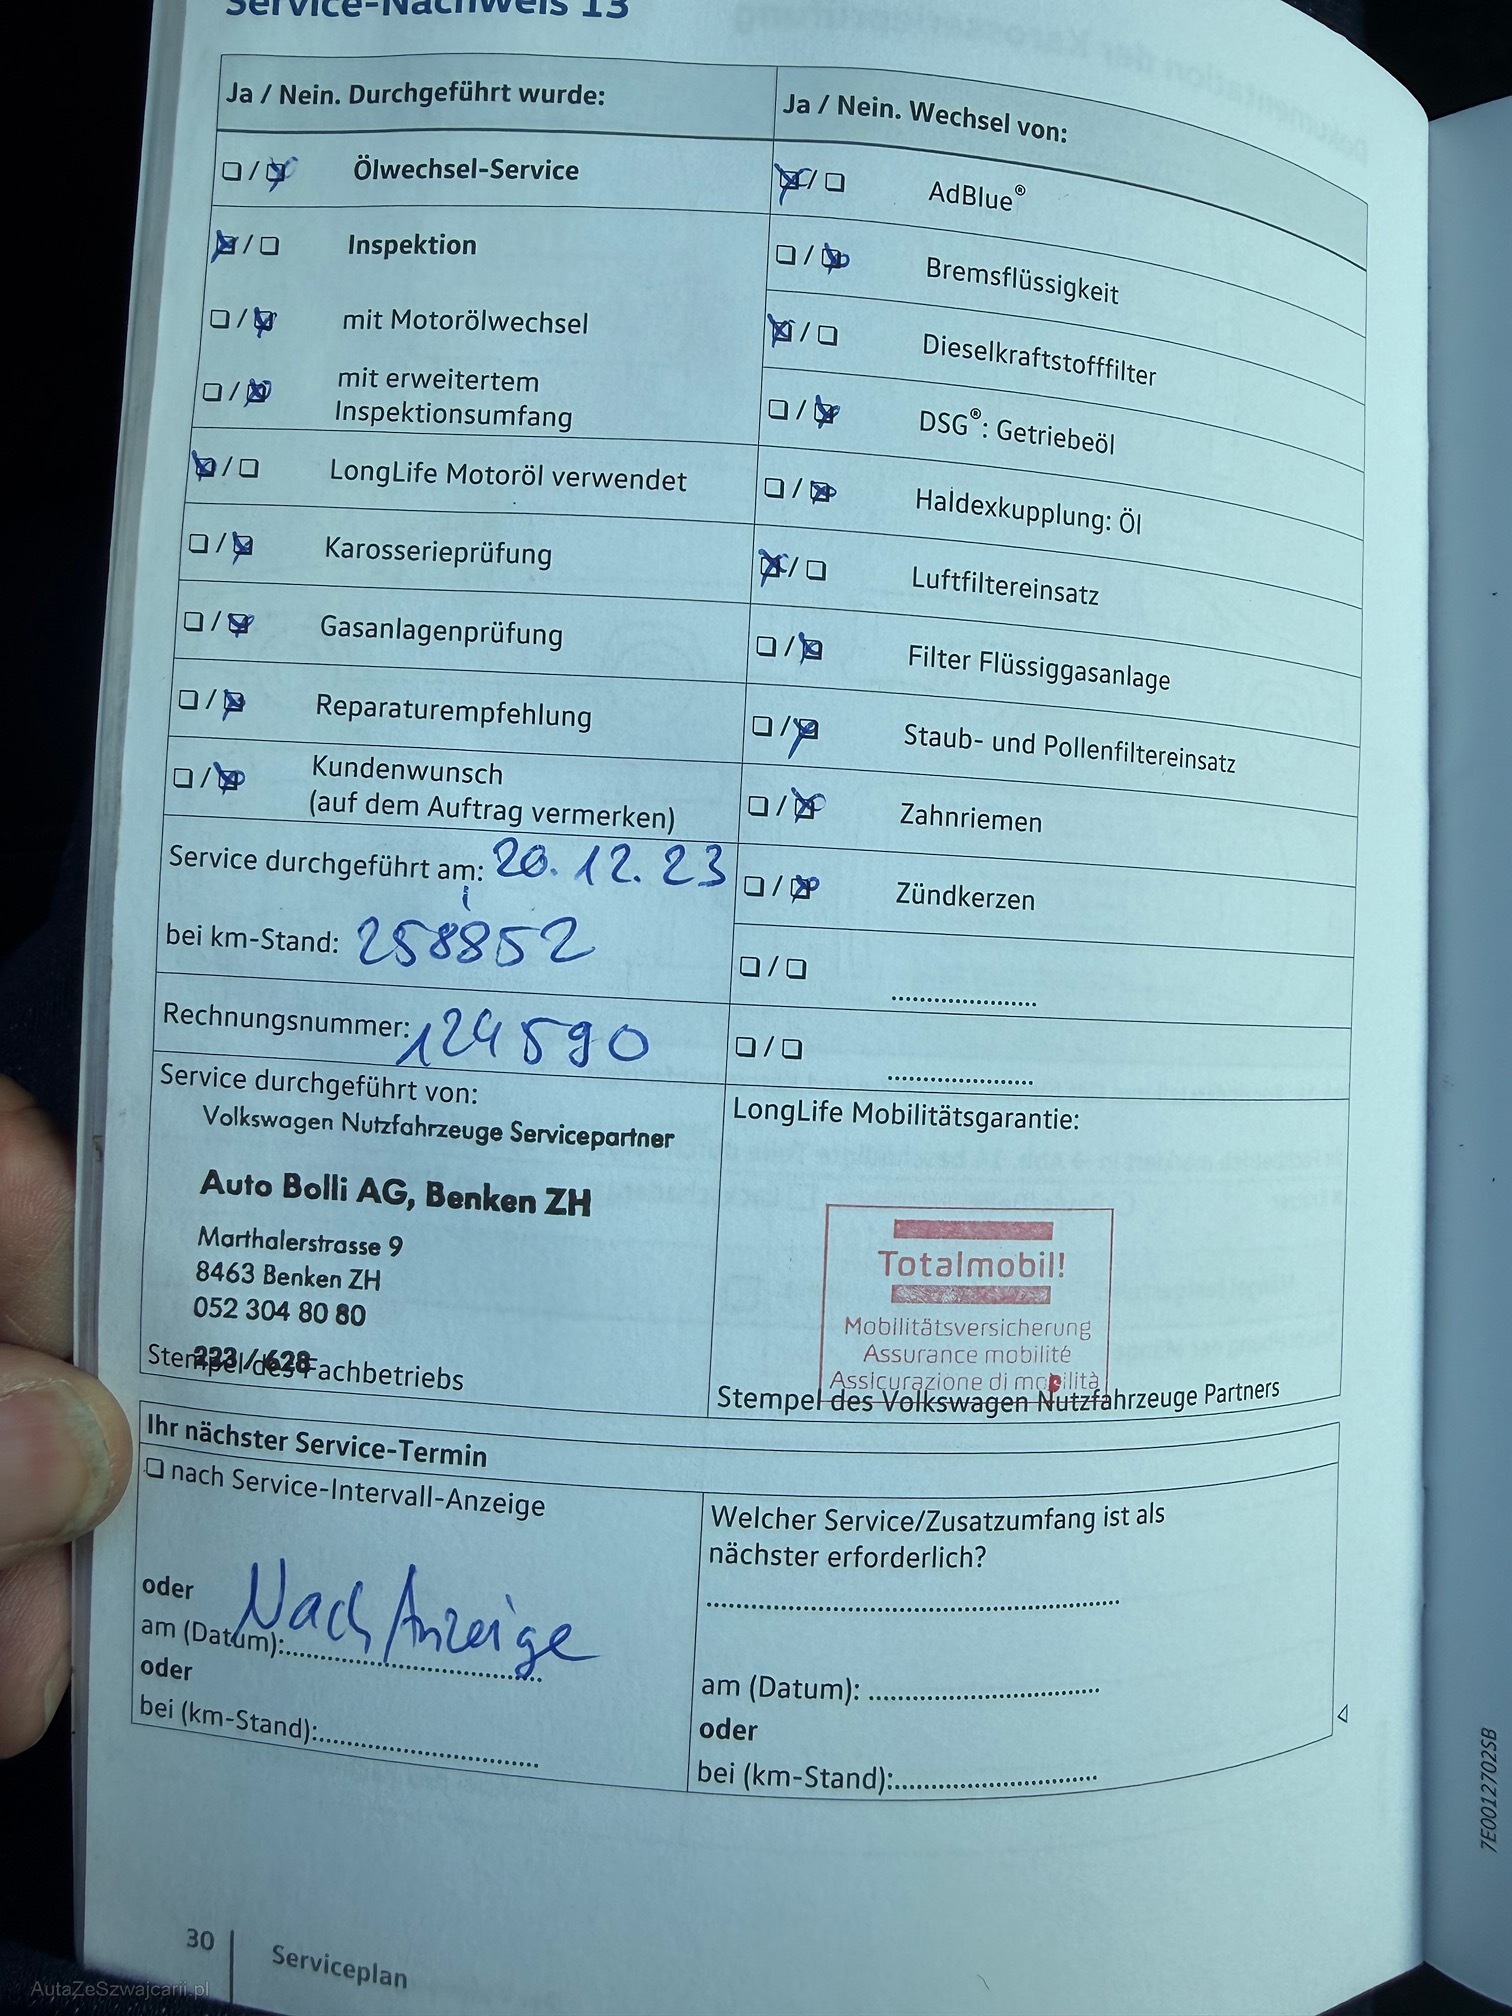 Service-Nachweis 13
Ja / Nein. Durchgeführt wurde:
☐ / ☒ Ölwechsel-Service
☒ / ☐ Inspektion
☐ / ☒ mit Motorölwechsel
☐ / ☒ mit erweitertem
Inspektionsumfang
☒ / ☐ LongLife Motoröl verwendet
☐ / ☒ Karosserieprüfung
☐ / ☒ Gasanlagenprüfung
☐ / ☒ Reparaturempfehlung
☐ / ☒ Kundenwunsch
(auf dem Auftrag vermerken)
Service durchgeführt am: 20.12.23
bei km-Stand: 258852
Rechnungsnummer: 124590
Service durchgeführt von:
Volkswagen Nutzfahrzeuge Servicepartner
Auto Bolli AG, Benken ZH
Marthalerstrasse 9
8463 Benken ZH
052 304 80 80
223 / 628
Stempel des Fachbetriebs
Ja / Nein. Wechsel von:
☒ / ☐ AdBlue®
☐ / ☒ Bremsflüssigkeit
☒ / ☐ Dieselkraftstofffilter
☐ / ☒ DSG®: Getriebeöl
☐ / ☒ Haldexkupplung: Öl
☒ / ☐ Luftfiltereinsatz
☐ / ☒ Filter Flüssiggasanlage
☐ / ☒ Staub- und Pollenfiltereinsatz
☐ / ☒ Zahnriemen
☐ / ☒ Zündkerzen
☐ / ☐ ....................
☐ / ☐ ....................
LongLife Mobilitätsgarantie:
Totalmobil!
Mobilitätsversicherung
Assurance mobilité
Assicurazione di mobilità
Stempel des Volkswagen Nutzfahrzeuge Partners
Ihr nächster Service-Termin
☐ nach Service-Intervall-Anzeige
oder
Nach Anzeige
am (Datum):....................
oder
bei (km-Stand):....................
Welcher Service/Zusatzumfang ist als
nächster erforderlich?
....................
am (Datum): ....................
oder
bei (km-Stand):....................
30
Serviceplan
7E0012702SB
AutaZeSzwajcarii.pl